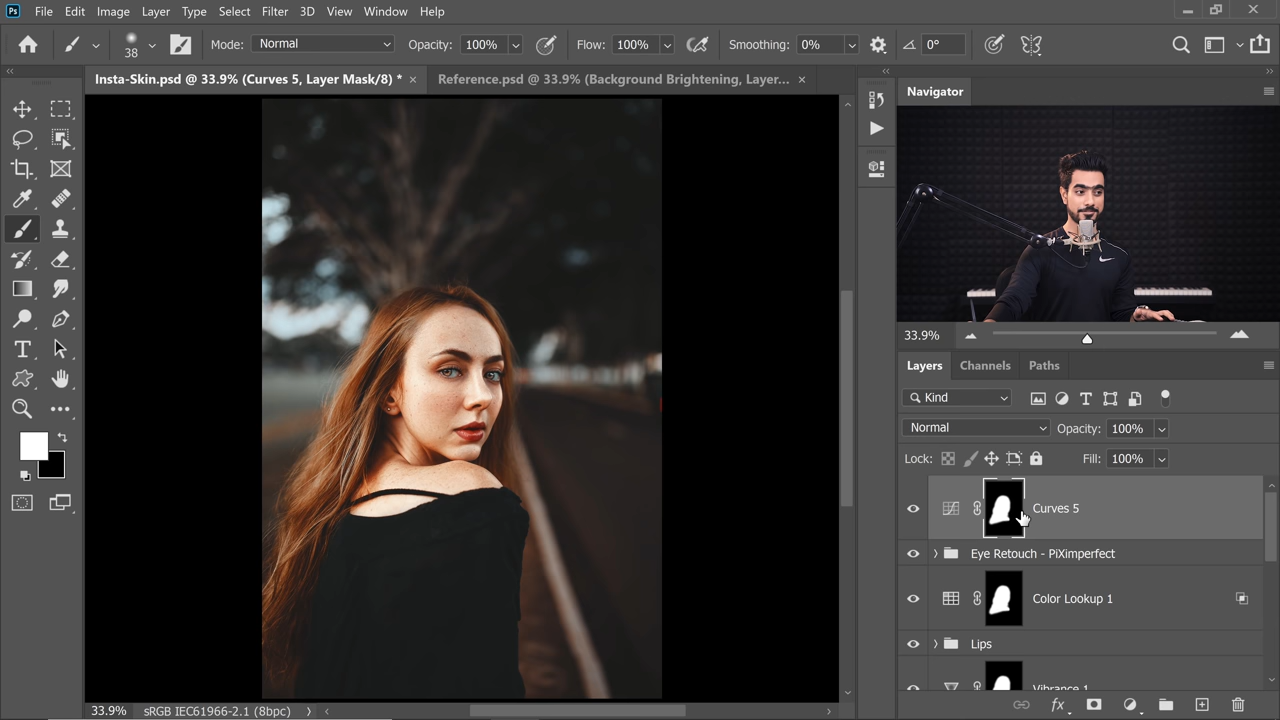 Ps File Edit Image Layer Type Select Filter 3D View Window Help
38 Mode: Normal Opacity: 100% Flow: 100% Smoothing: 0% 0°
Insta-Skin.psd @ 33.9% (Curves 5, Layer Mask/8) * × Reference.psd @ 33.9% (Background Brightening, Layer... ×
Navigator
33.9%
Layers Channels Paths
Kind
Normal Opacity: 100%
Lock: Fill: 100%
Curves 5
Eye Retouch - PiXimperfect
Color Lookup 1
Lips
Vibrance 1
fx
33.9% sRGB IEC61966-2.1 (8bpc)